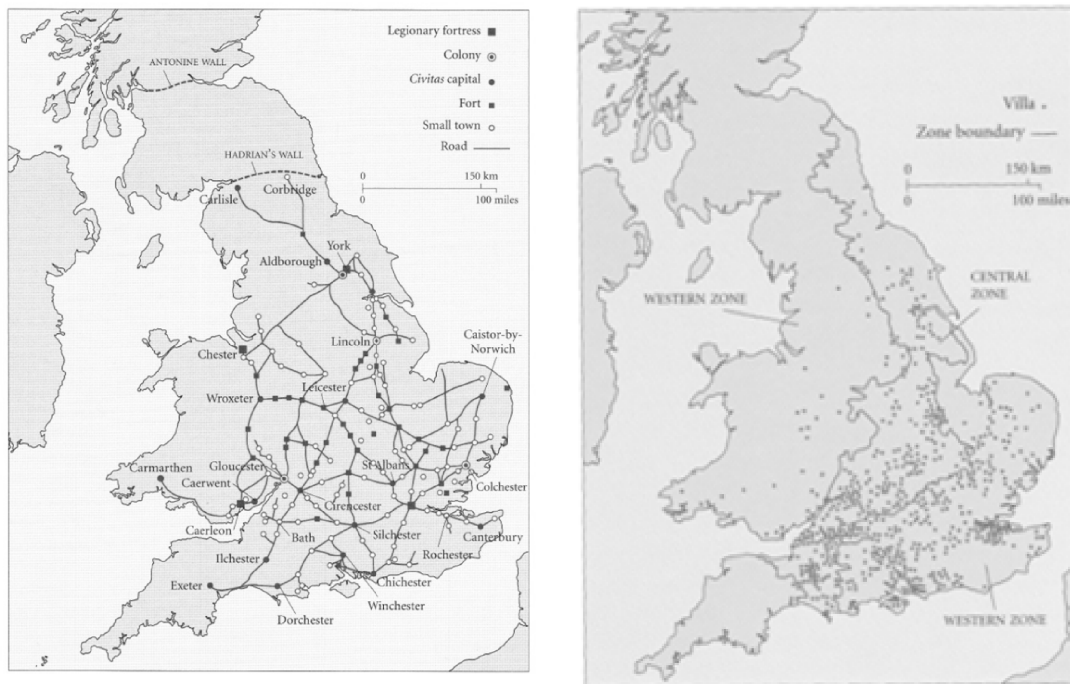 Legionary fortress
Colony
Civitas capital
Fort
Small town
Road
0 150 km
0 100 miles
ANTONINE WALL
HADRIAN'S WALL
Corbridge
Carlisle
York
Aldborough
Lincoln
Caistor-by-
Norwich
Chester
Leicester
Wroxeter
Carmarthen
Gloucester
St Albans
Caerwent
Colchester
Cirencester
Caerleon
Bath
Silchester
Canterbury
Rochester
Ilchester
Exeter
Chichester
Winchester
Dorchester
Villa
Zone boundary
0 150 km
0 100 miles
WESTERN ZONE
CENTRAL
ZONE
WESTERN ZONE